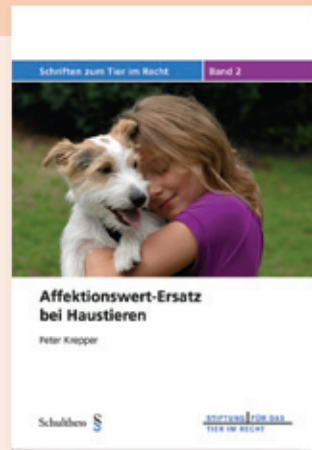 Schriften zum Tier im Recht
Band 2
Affektionswert-Ersatz
bei Haustieren
Peter Krepper
Schulthess §
STIFTUNG FÜR DAS
TIER IM RECHT